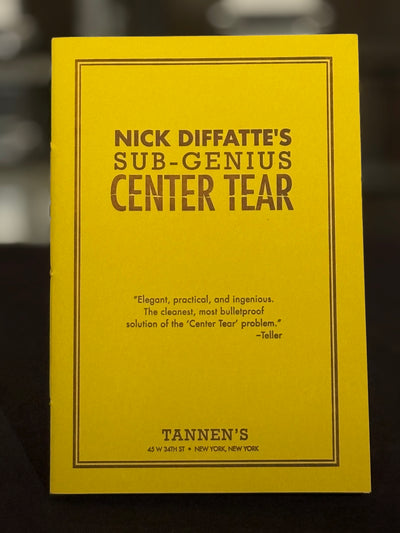 NICK DIFFATTE'S
SUB-GENIUS
CENTER TEAR
"Elegant, practical, and ingenious.
The cleanest, most bulletproof
solution of the 'Center Tear' problem."
–Teller
TANNEN'S
45 W 34TH ST • NEW YORK, NEW YORK